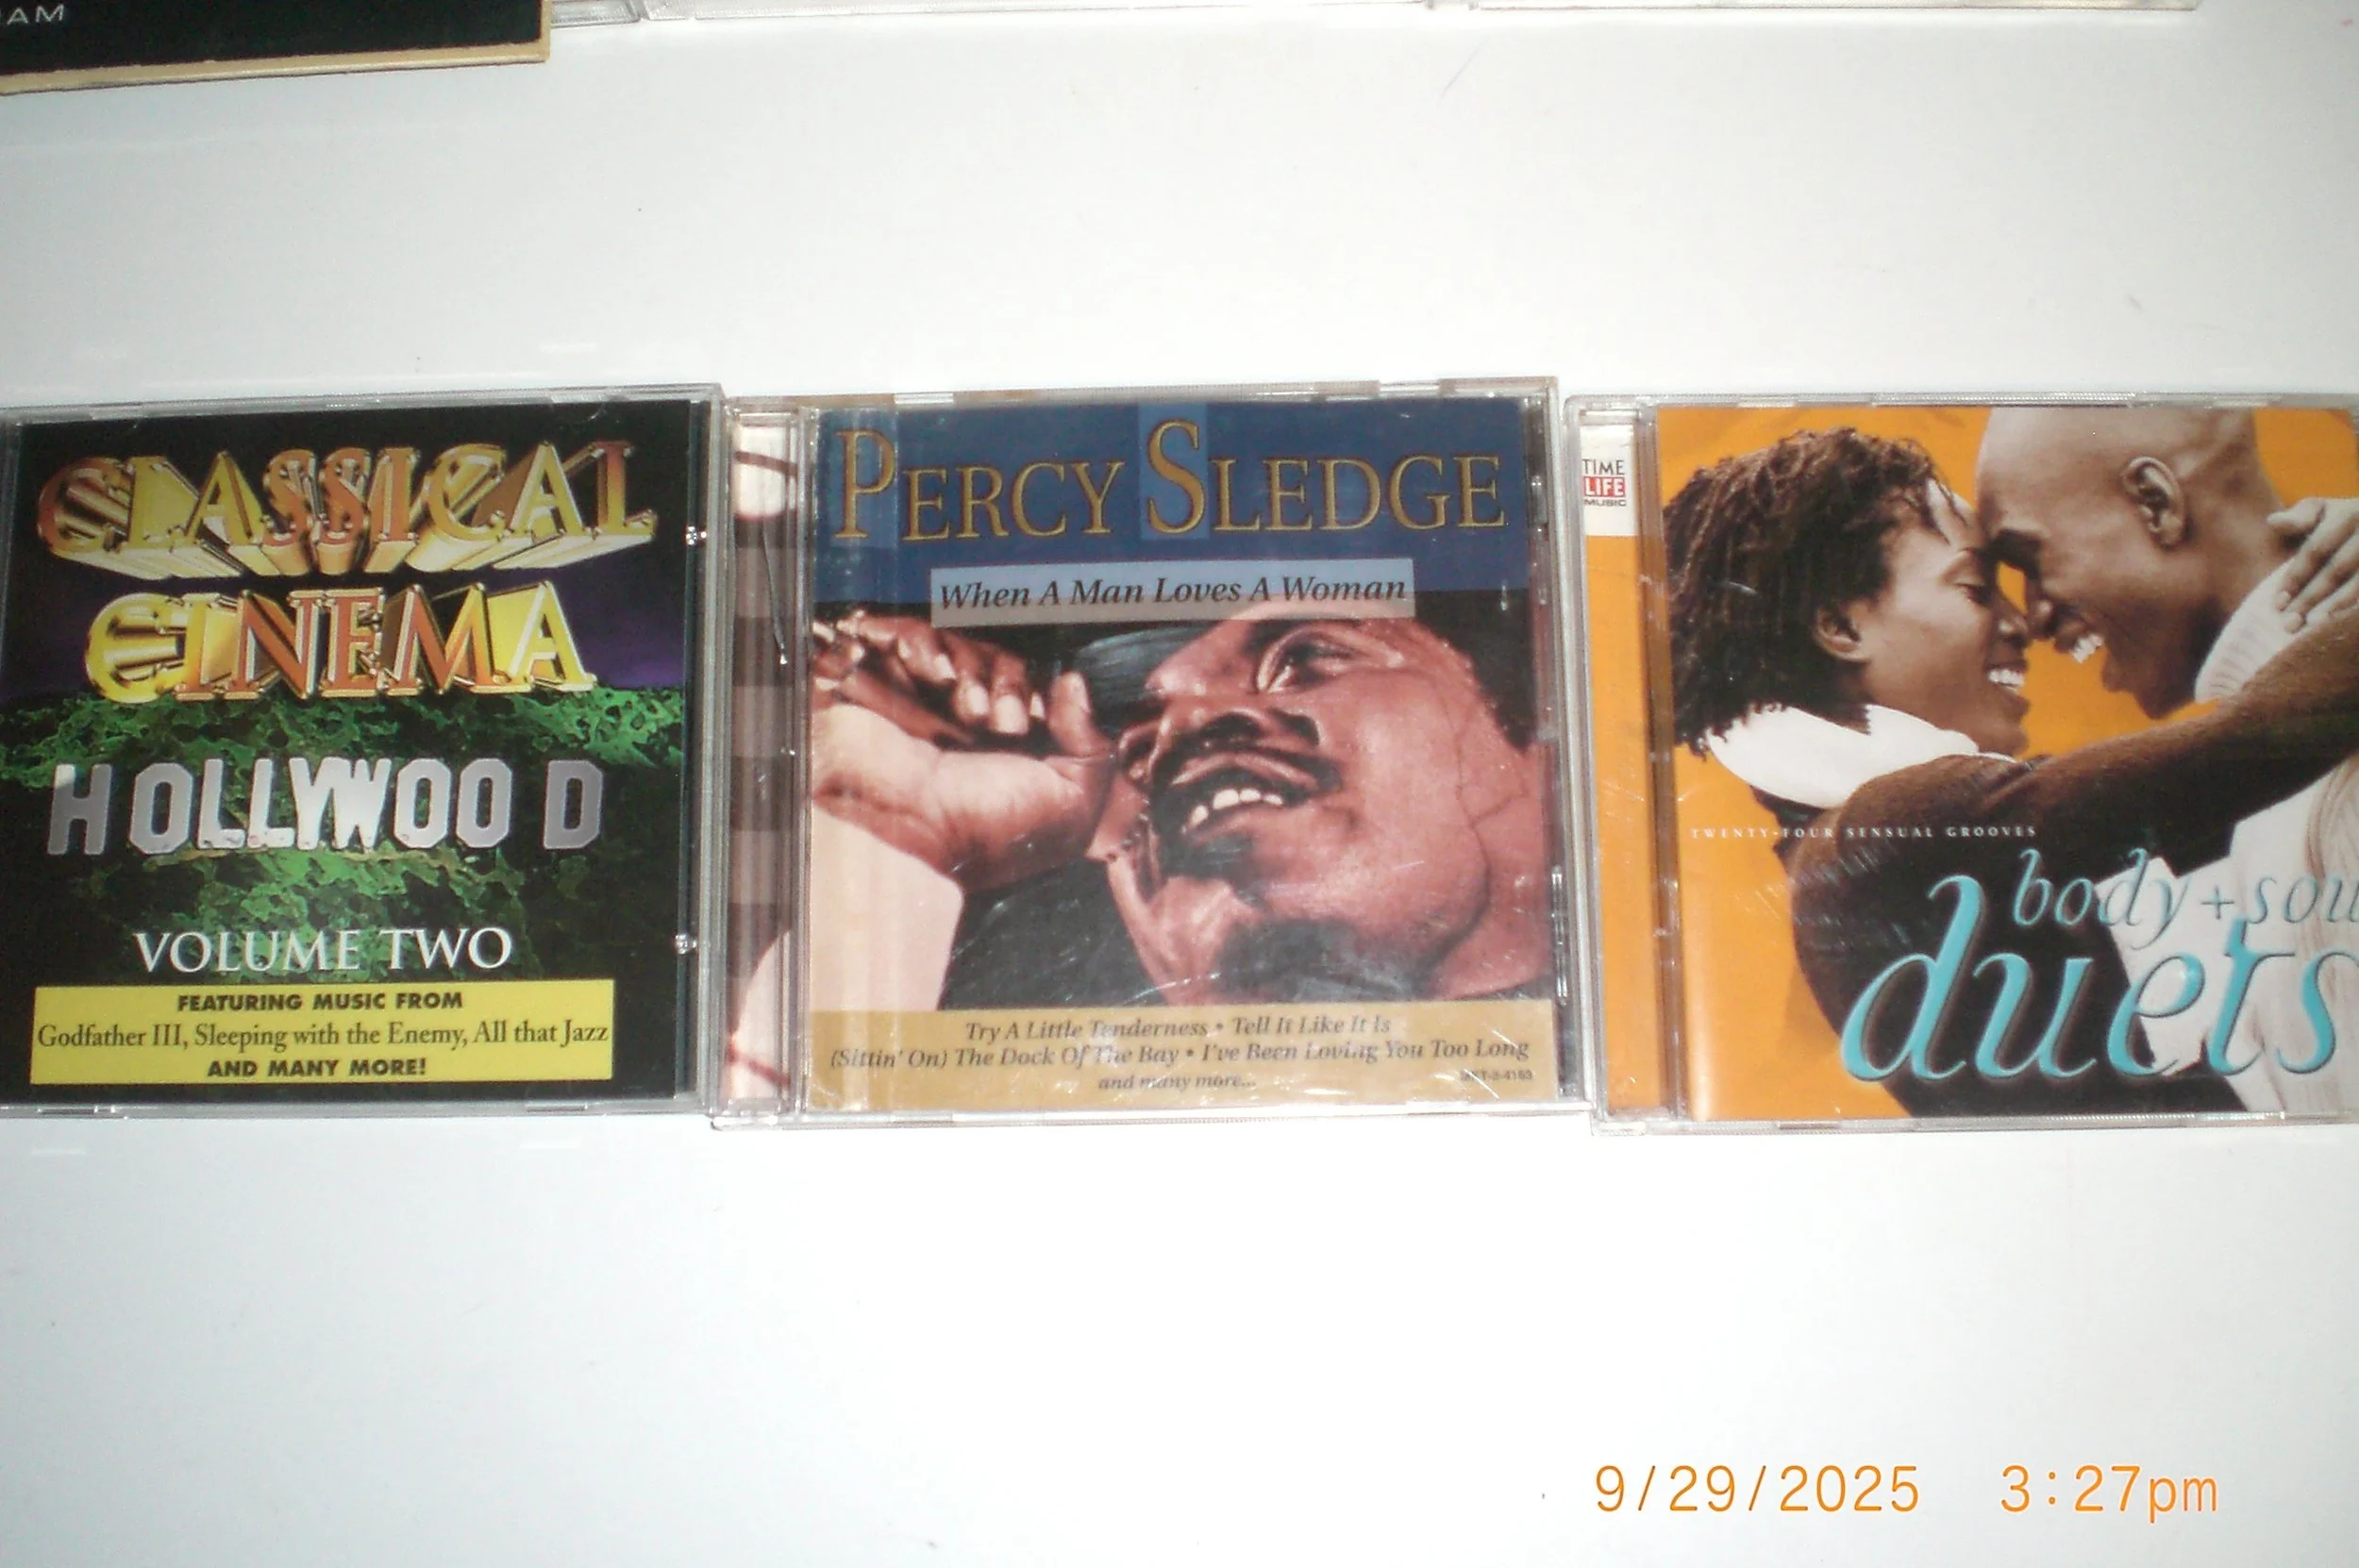 AM
CLASSICAL
CINEMA
HOLLYWOOD
VOLUME TWO
FEATURING MUSIC FROM
Godfather III, Sleeping with the Enemy, All that Jazz
AND MANY MORE!
PERCY SLEDGE
When A Man Loves A Woman
Try A Little Tenderness • Tell It Like It Is
(Sittin' On) The Dock Of The Bay • I've Been Loving You Too Long
and many more...
TIME
LIFE
MUSIC
TWENTY-FOUR SENSUAL GROOVES
body + sou
duets
9/29/2025 3:27pm